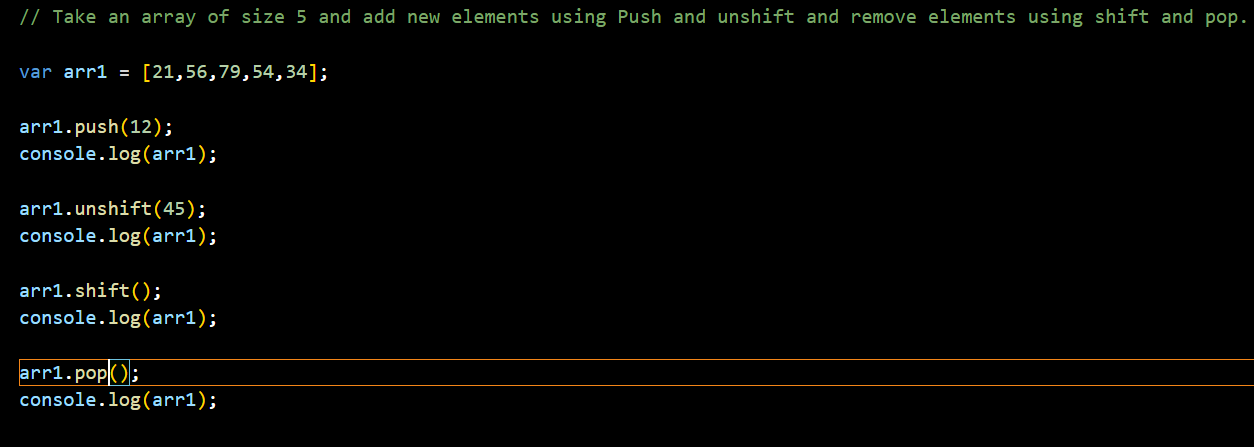 // Take an array of size 5 and add new elements using Push and unshift and remove elements using shift and pop.
var arr1 = [21,56,79,54,34];
arr1.push(12);
console.log(arr1);
arr1.unshift(45);
console.log(arr1);
arr1.shift();
console.log(arr1);
arr1.pop();
console.log(arr1);